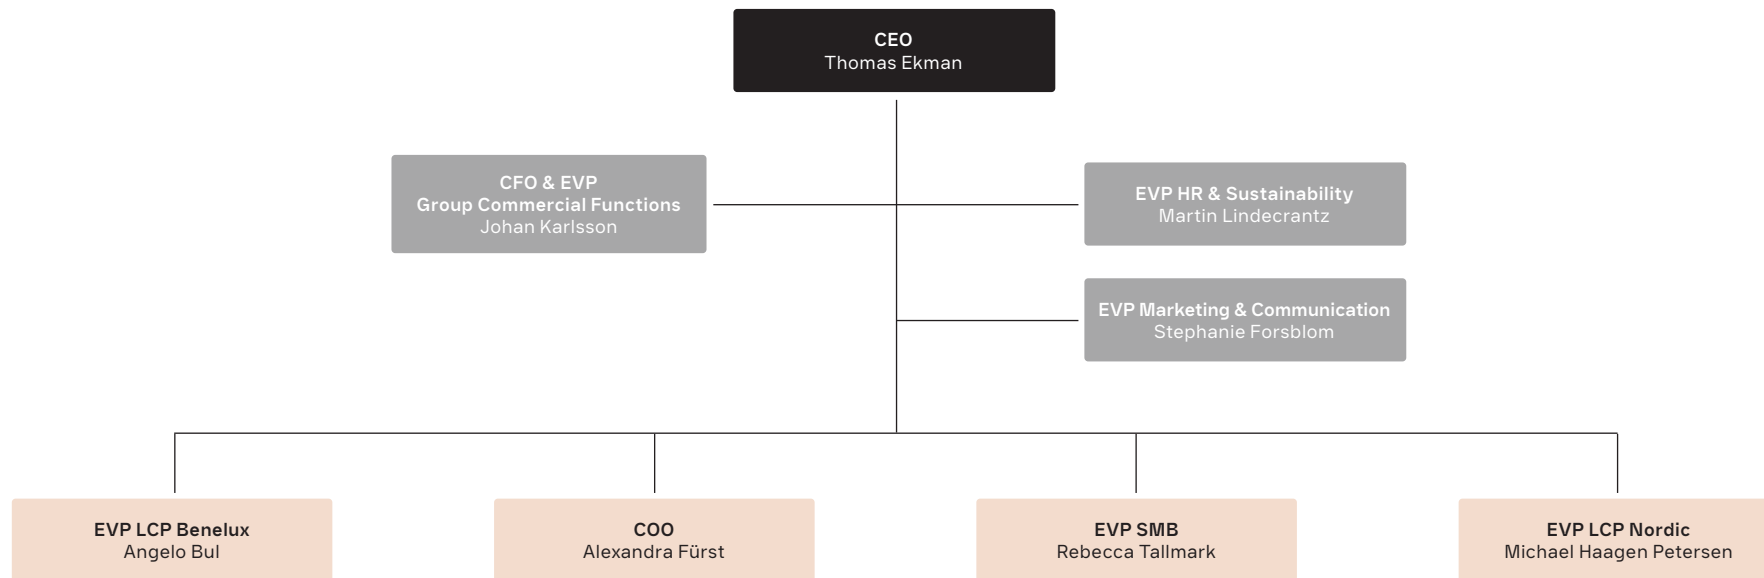 CEO
Thomas Ekman
CFO & EVP
Group Commercial Functions
Johan Karlsson
EVP HR & Sustainability
Martin Lindecrantz
EVP Marketing & Communication
Stephanie Forsblom
EVP LCP Benelux
Angelo Bul
COO
Alexandra Fürst
EVP SMB
Rebecca Tallmark
EVP LCP Nordic
Michael Haagen Petersen